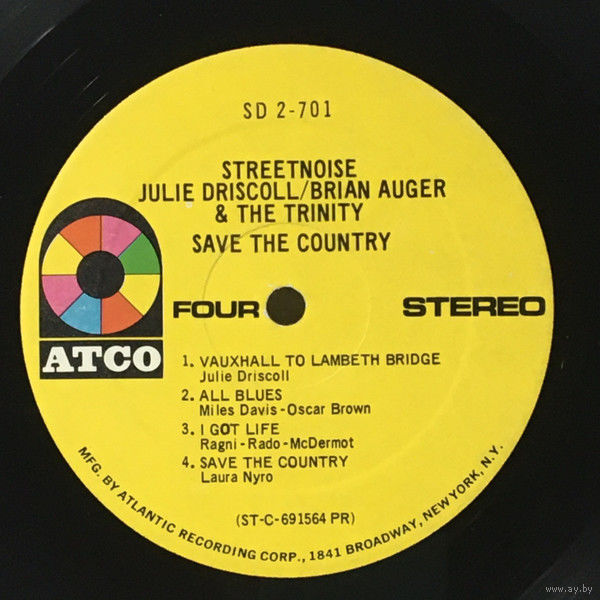 SD 2-701
STREETNOISE
JULIE DRISCOLL/BRIAN AUGER
& THE TRINITY
SAVE THE COUNTRY
ATCO
FOUR
STEREO
1. VAUXHALL TO LAMBETH BRIDGE
Julie Driscoll
2. ALL BLUES
Miles Davis-Oscar Brown
3. I GOT LIFE
Ragni-Rado-McDermot
4. SAVE THE COUNTRY
Laura Nyro
(ST-C-691564 PR)
MFG. BY ATLANTIC RECORDING CORP., 1841 BROADWAY, NEW YORK, N.Y.
www.ay.by